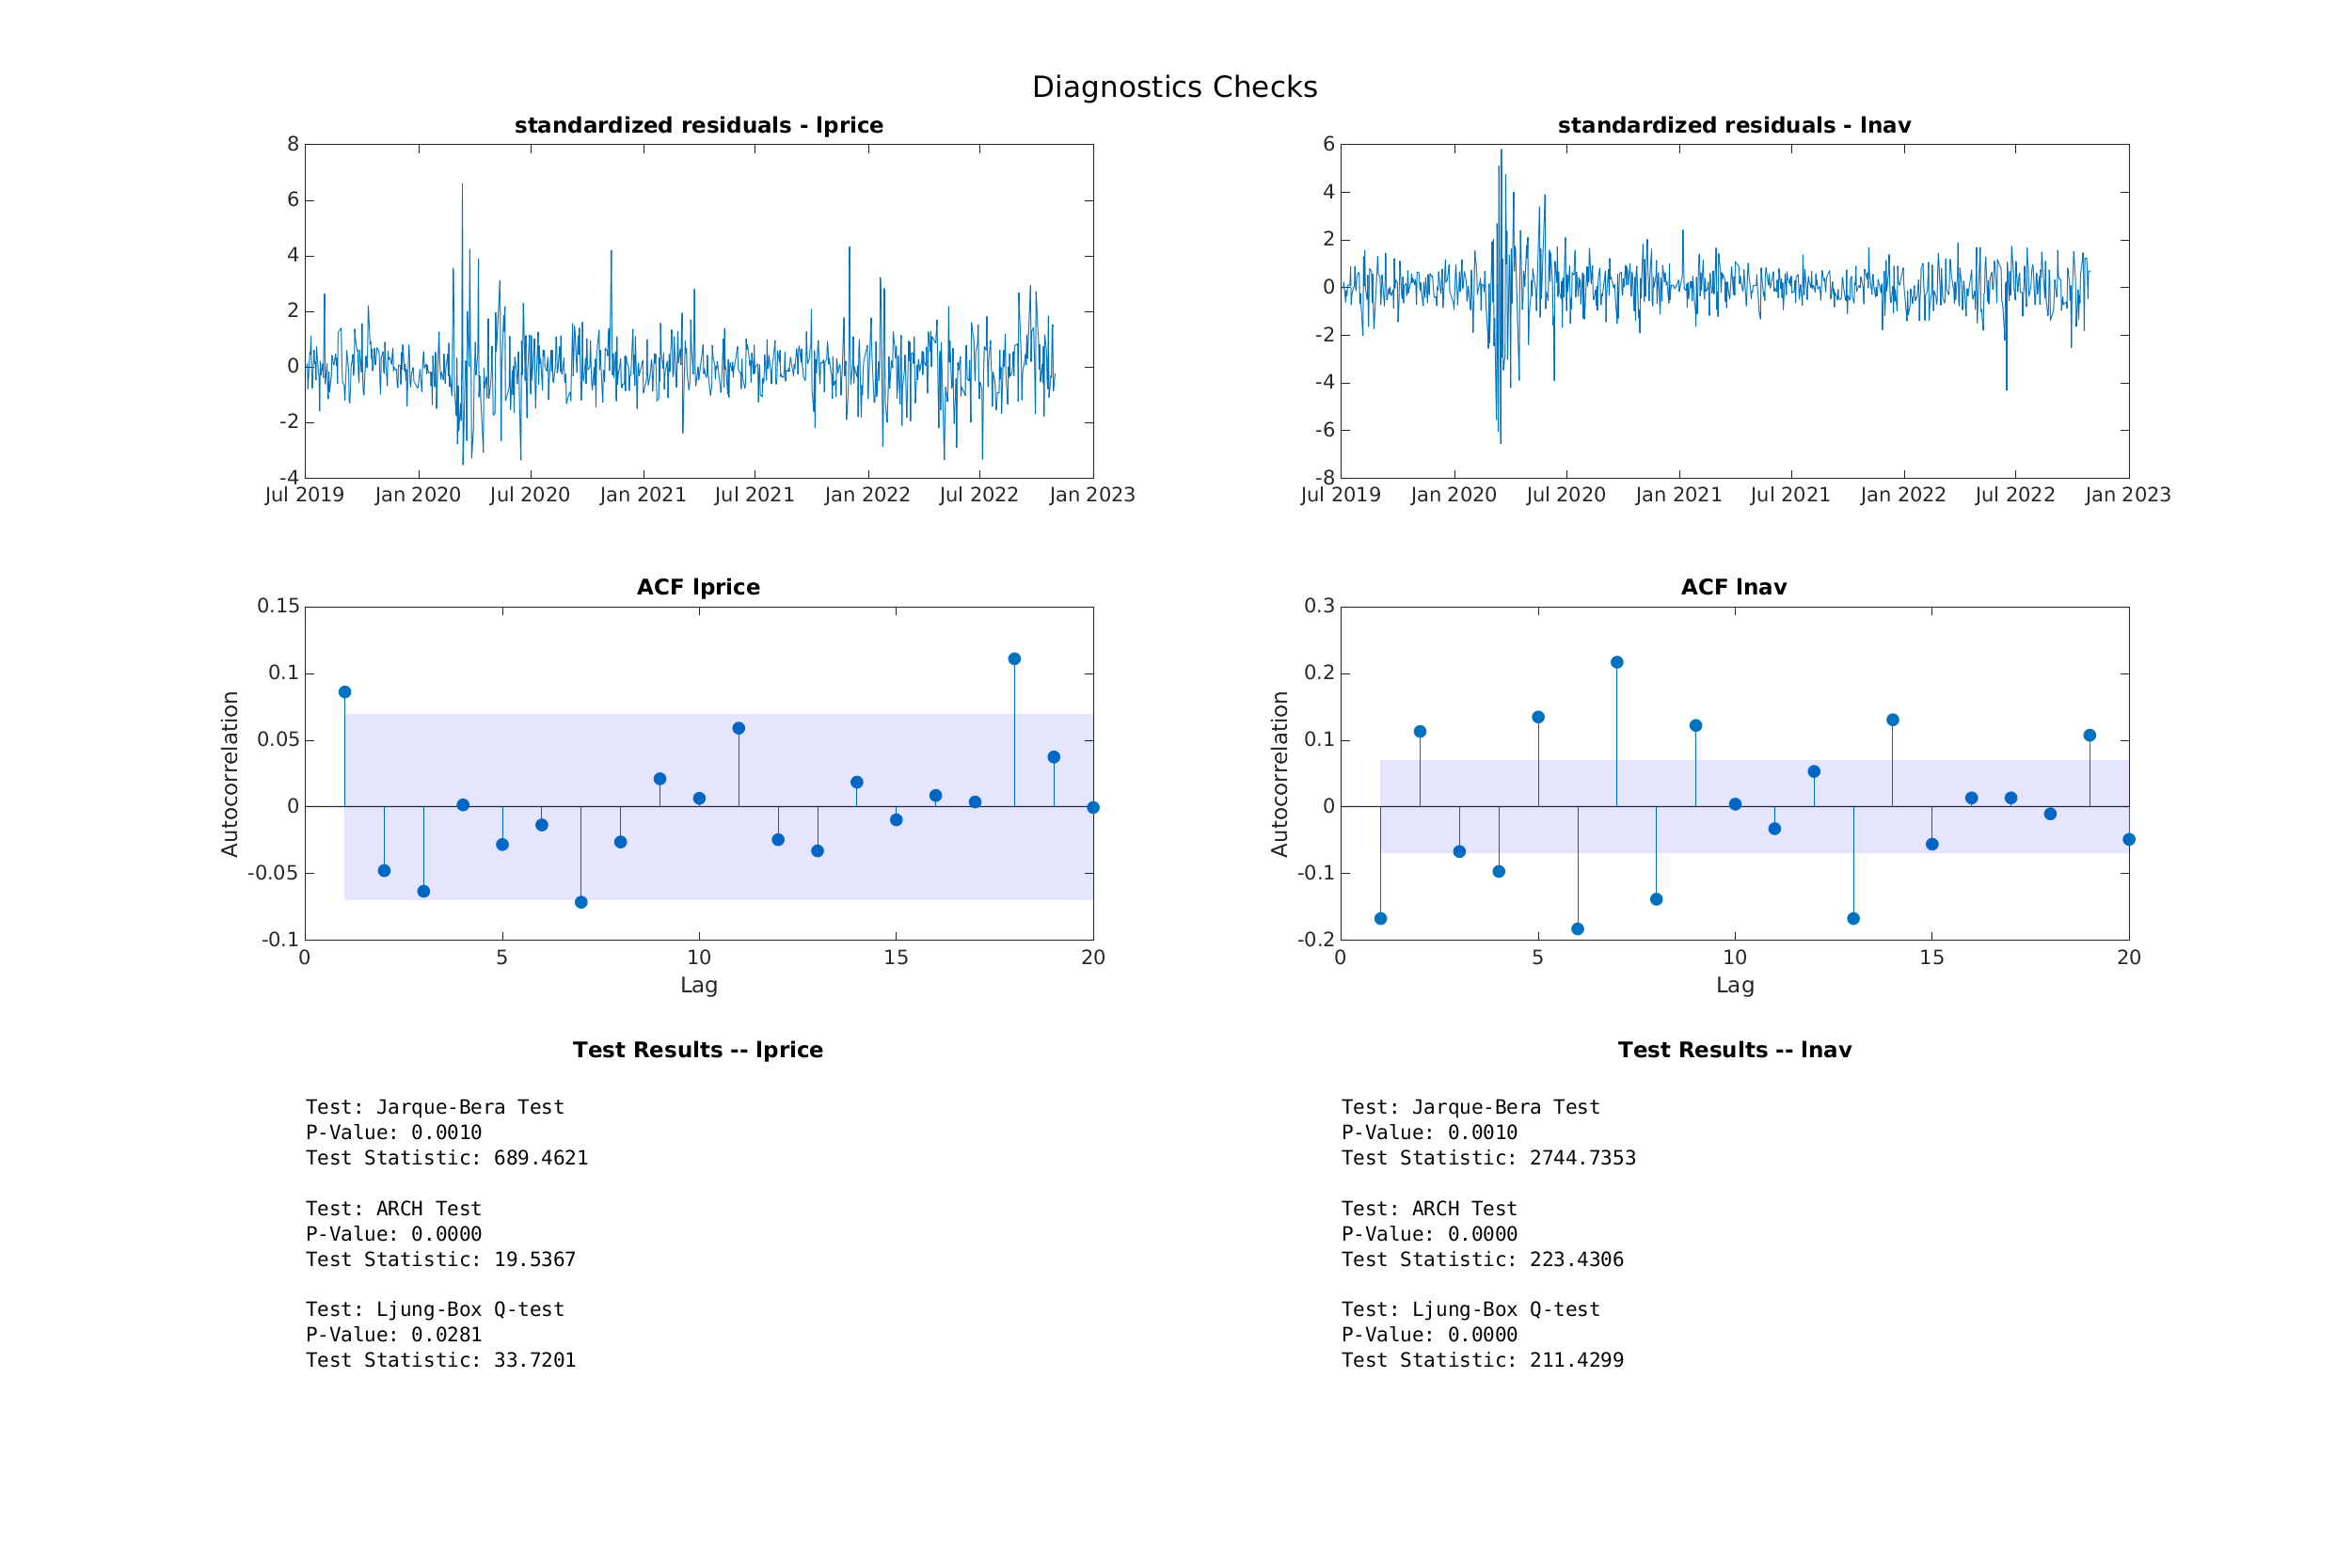 Diagnostics Checks
standardized residuals - lprice
8
6
4
2
0
-2
-4
Jul 2019 Jan 2020 Jul 2020 Jan 2021 Jul 2021 Jan 2022 Jul 2022 Jan 2023
standardized residuals - lnav
6
4
2
0
-2
-4
-6
-8
Jul 2019 Jan 2020 Jul 2020 Jan 2021 Jul 2021 Jan 2022 Jul 2022 Jan 2023
ACF lprice
0.15
0.1
0.05
0
-0.05
-0.1
Autocorrelation
0 5 10 15 20
Lag
ACF lnav
0.3
0.2
0.1
0
-0.1
-0.2
Autocorrelation
0 5 10 15 20
Lag
Test Results -- lprice
Test: Jarque-Bera Test
P-Value: 0.0010
Test Statistic: 689.4621
Test: ARCH Test
P-Value: 0.0000
Test Statistic: 19.5367
Test: Ljung-Box Q-test
P-Value: 0.0281
Test Statistic: 33.7201
Test Results -- lnav
Test: Jarque-Bera Test
P-Value: 0.0010
Test Statistic: 2744.7353
Test: ARCH Test
P-Value: 0.0000
Test Statistic: 223.4306
Test: Ljung-Box Q-test
P-Value: 0.0000
Test Statistic: 211.4299